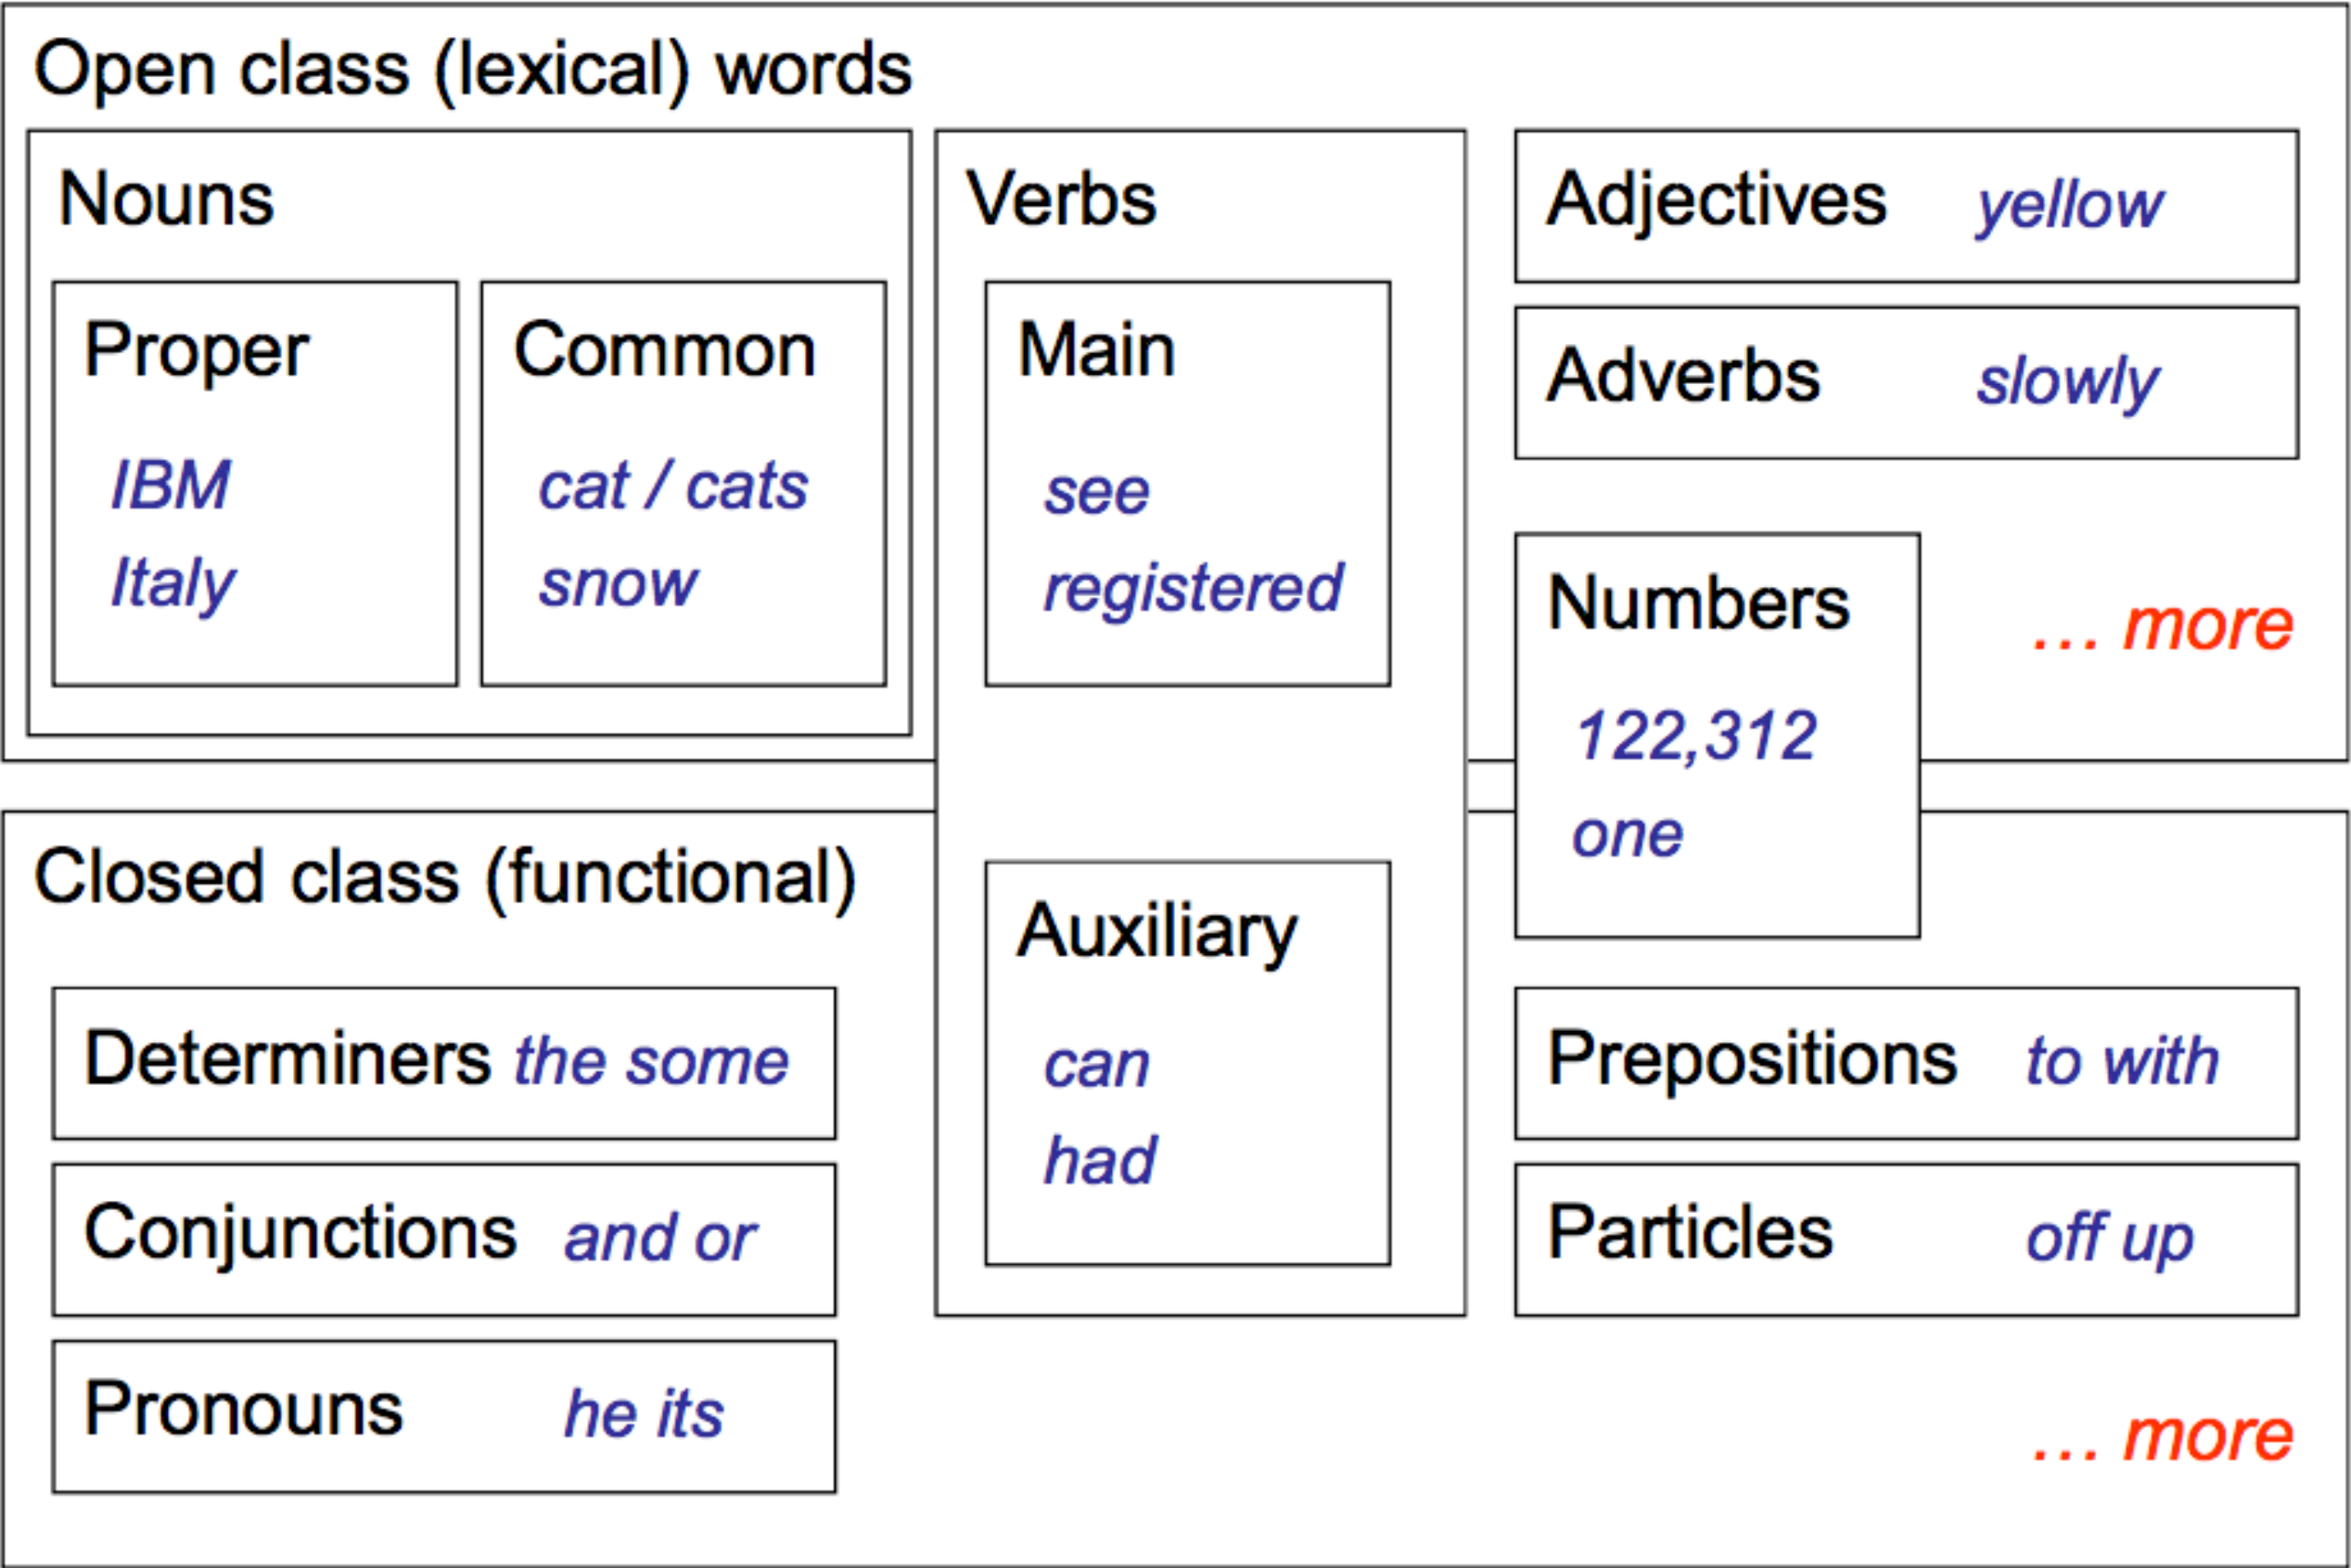 Open class (lexical) words
Nouns
Proper
IBM
Italy
Common
cat / cats
snow
Verbs
Main
see
registered
Adjectives yellow
Adverbs slowly
Numbers
122,312
one
… more
Closed class (functional)
Determiners the some
Conjunctions and or
Pronouns he its
Auxiliary
can
had
Prepositions to with
Particles off up
… more